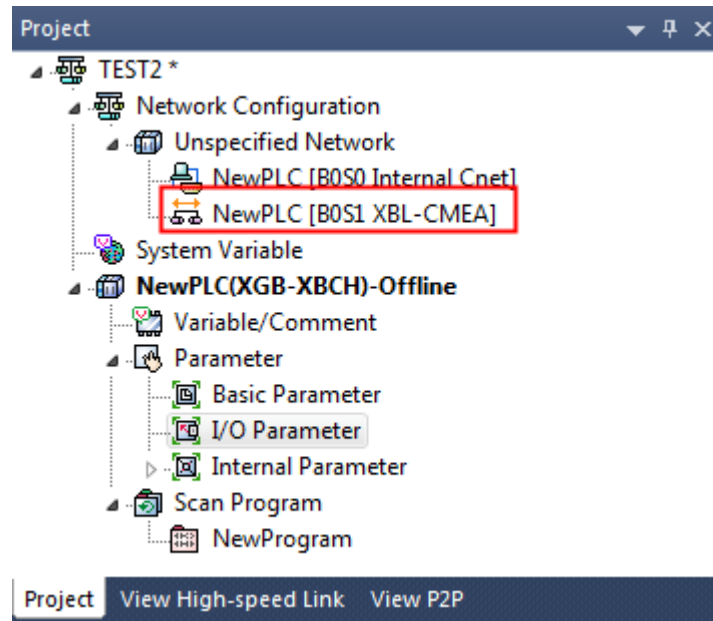 Project
TEST2 *
Network Configuration
Unspecified Network
NewPLC [B0S0 Internal Cnet]
NewPLC [B0S1 XBL-CMEA]
System Variable
NewPLC(XGB-XBCH)-Offline
Variable/Comment
Parameter
Basic Parameter
I/O Parameter
Internal Parameter
Scan Program
NewProgram
Project View High-speed Link View P2P